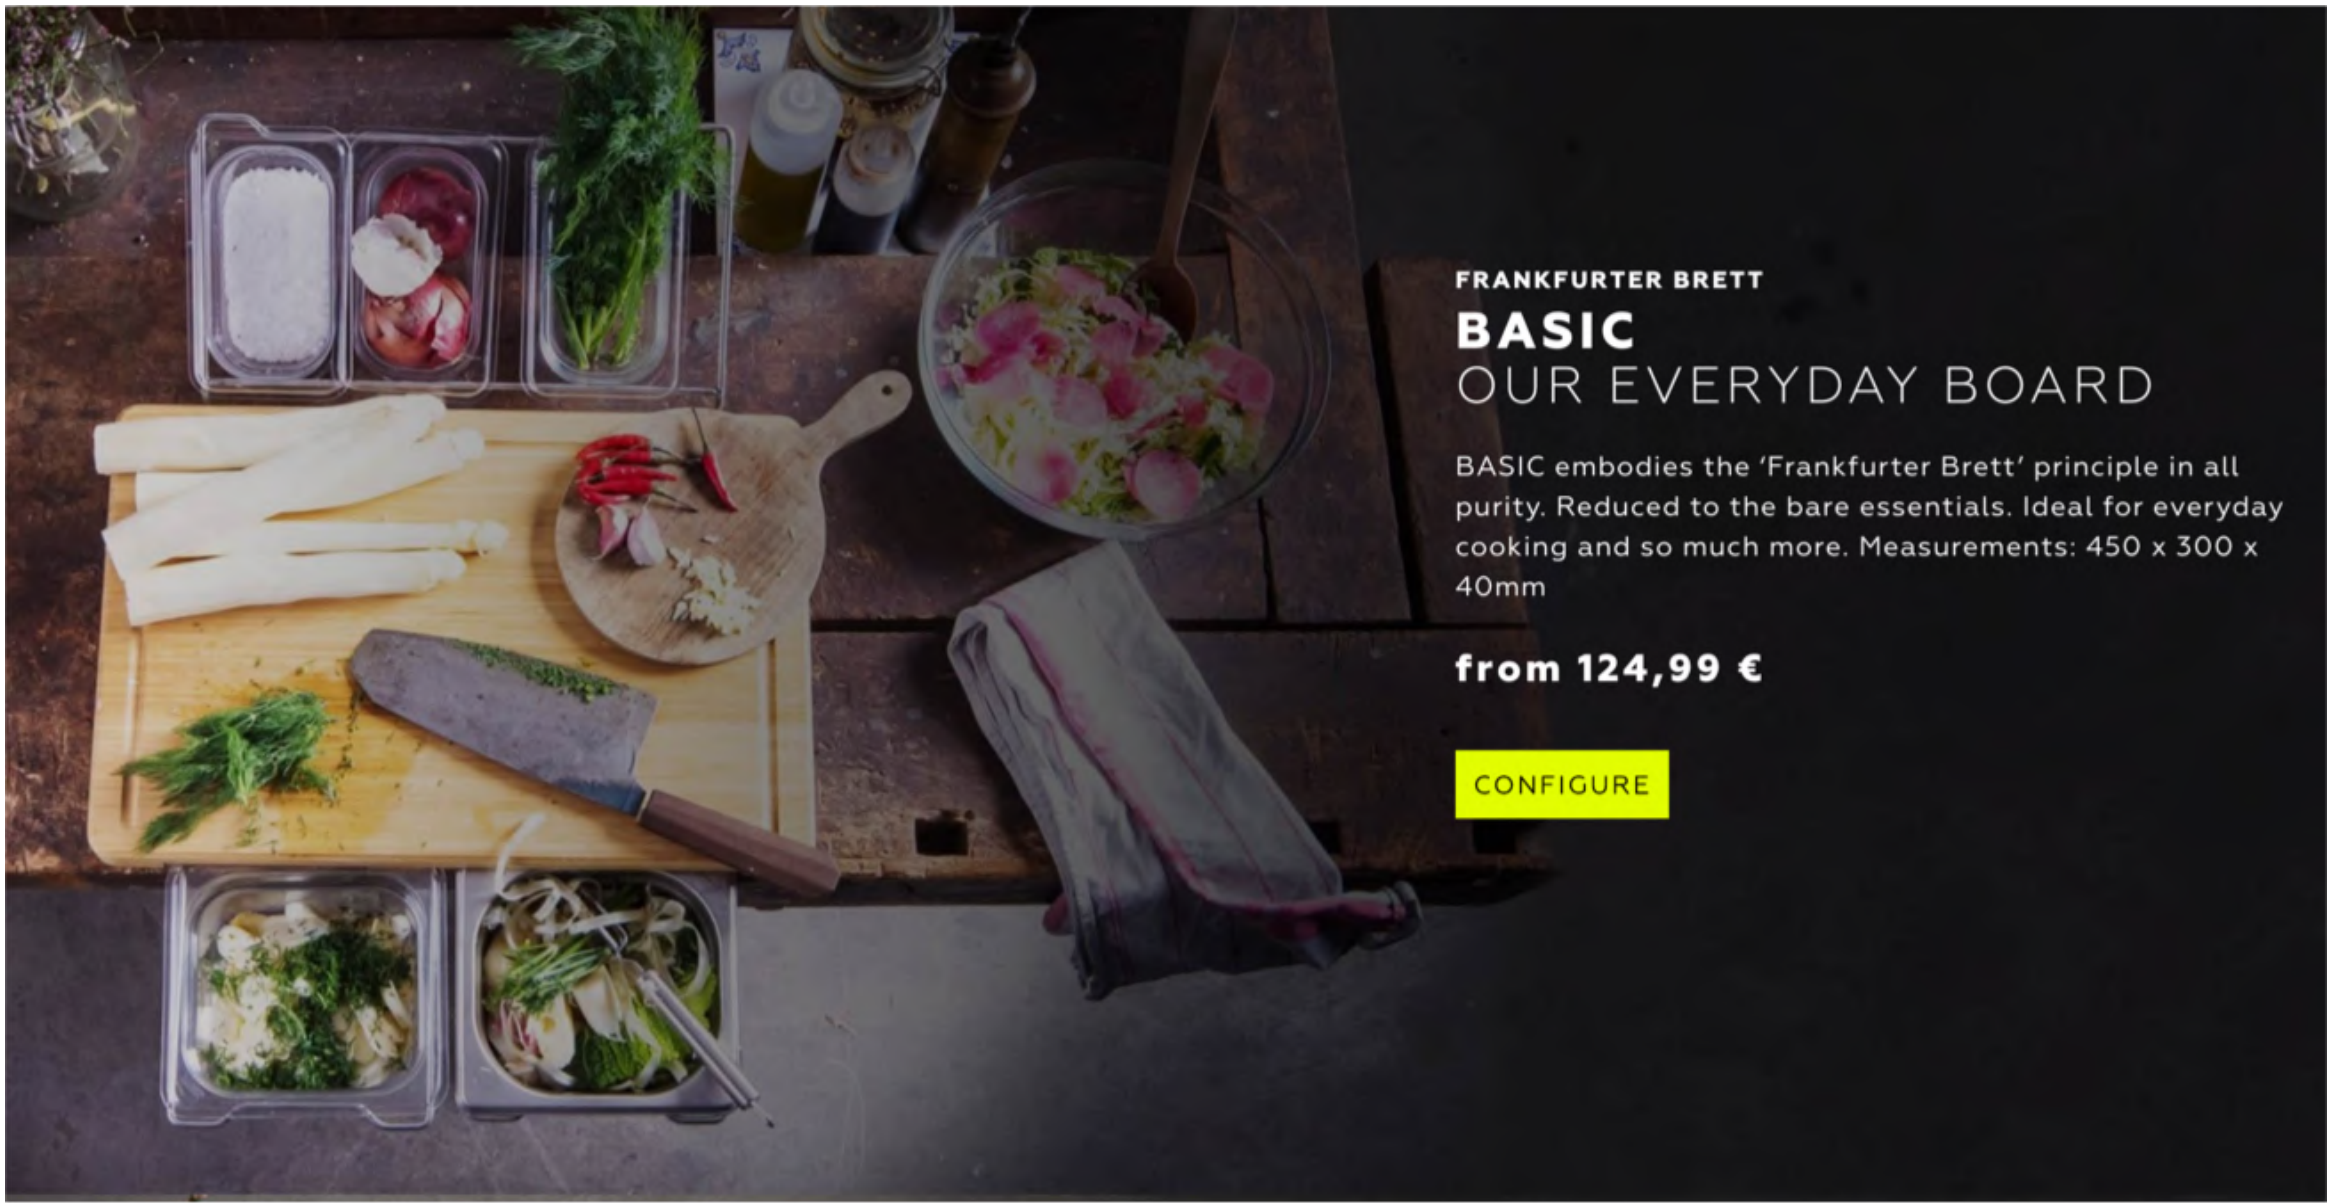 FRANKFURTER BRETT
BASIC
OUR EVERYDAY BOARD
BASIC embodies the ‘Frankfurter Brett’ principle in all
purity. Reduced to the bare essentials. Ideal for everyday
cooking and so much more. Measurements: 450 x 300 x
40mm
from 124,99 €
CONFIGURE